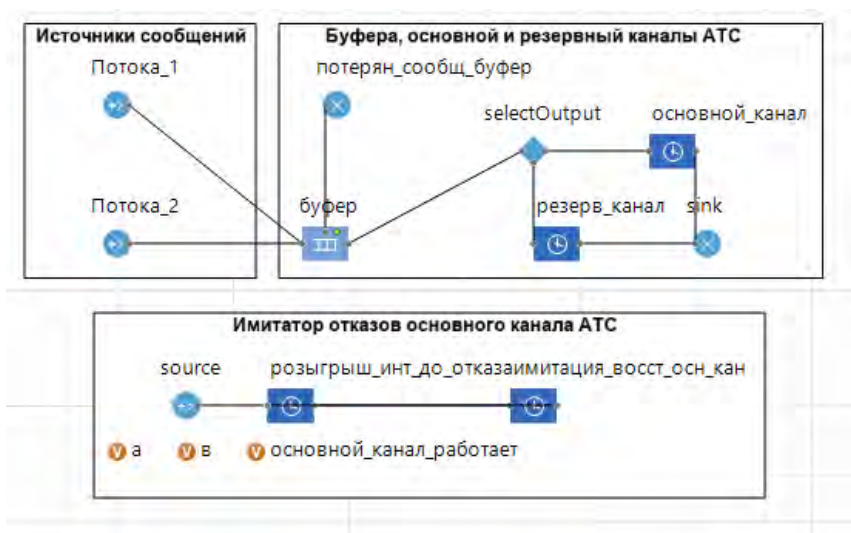 Источники сообщений
Буфера, основной и резервный каналы АТС
Потока_1
потерян_сообщ_буфер
selectOutput
основной_канал
Потока_2
буфер
резерв_канал
sink
Имитатор отказов основного канала АТС
source
розыгрыш_инт_до_отказаимитация_восст_осн_кан
V а
V в
V основной_канал_работает